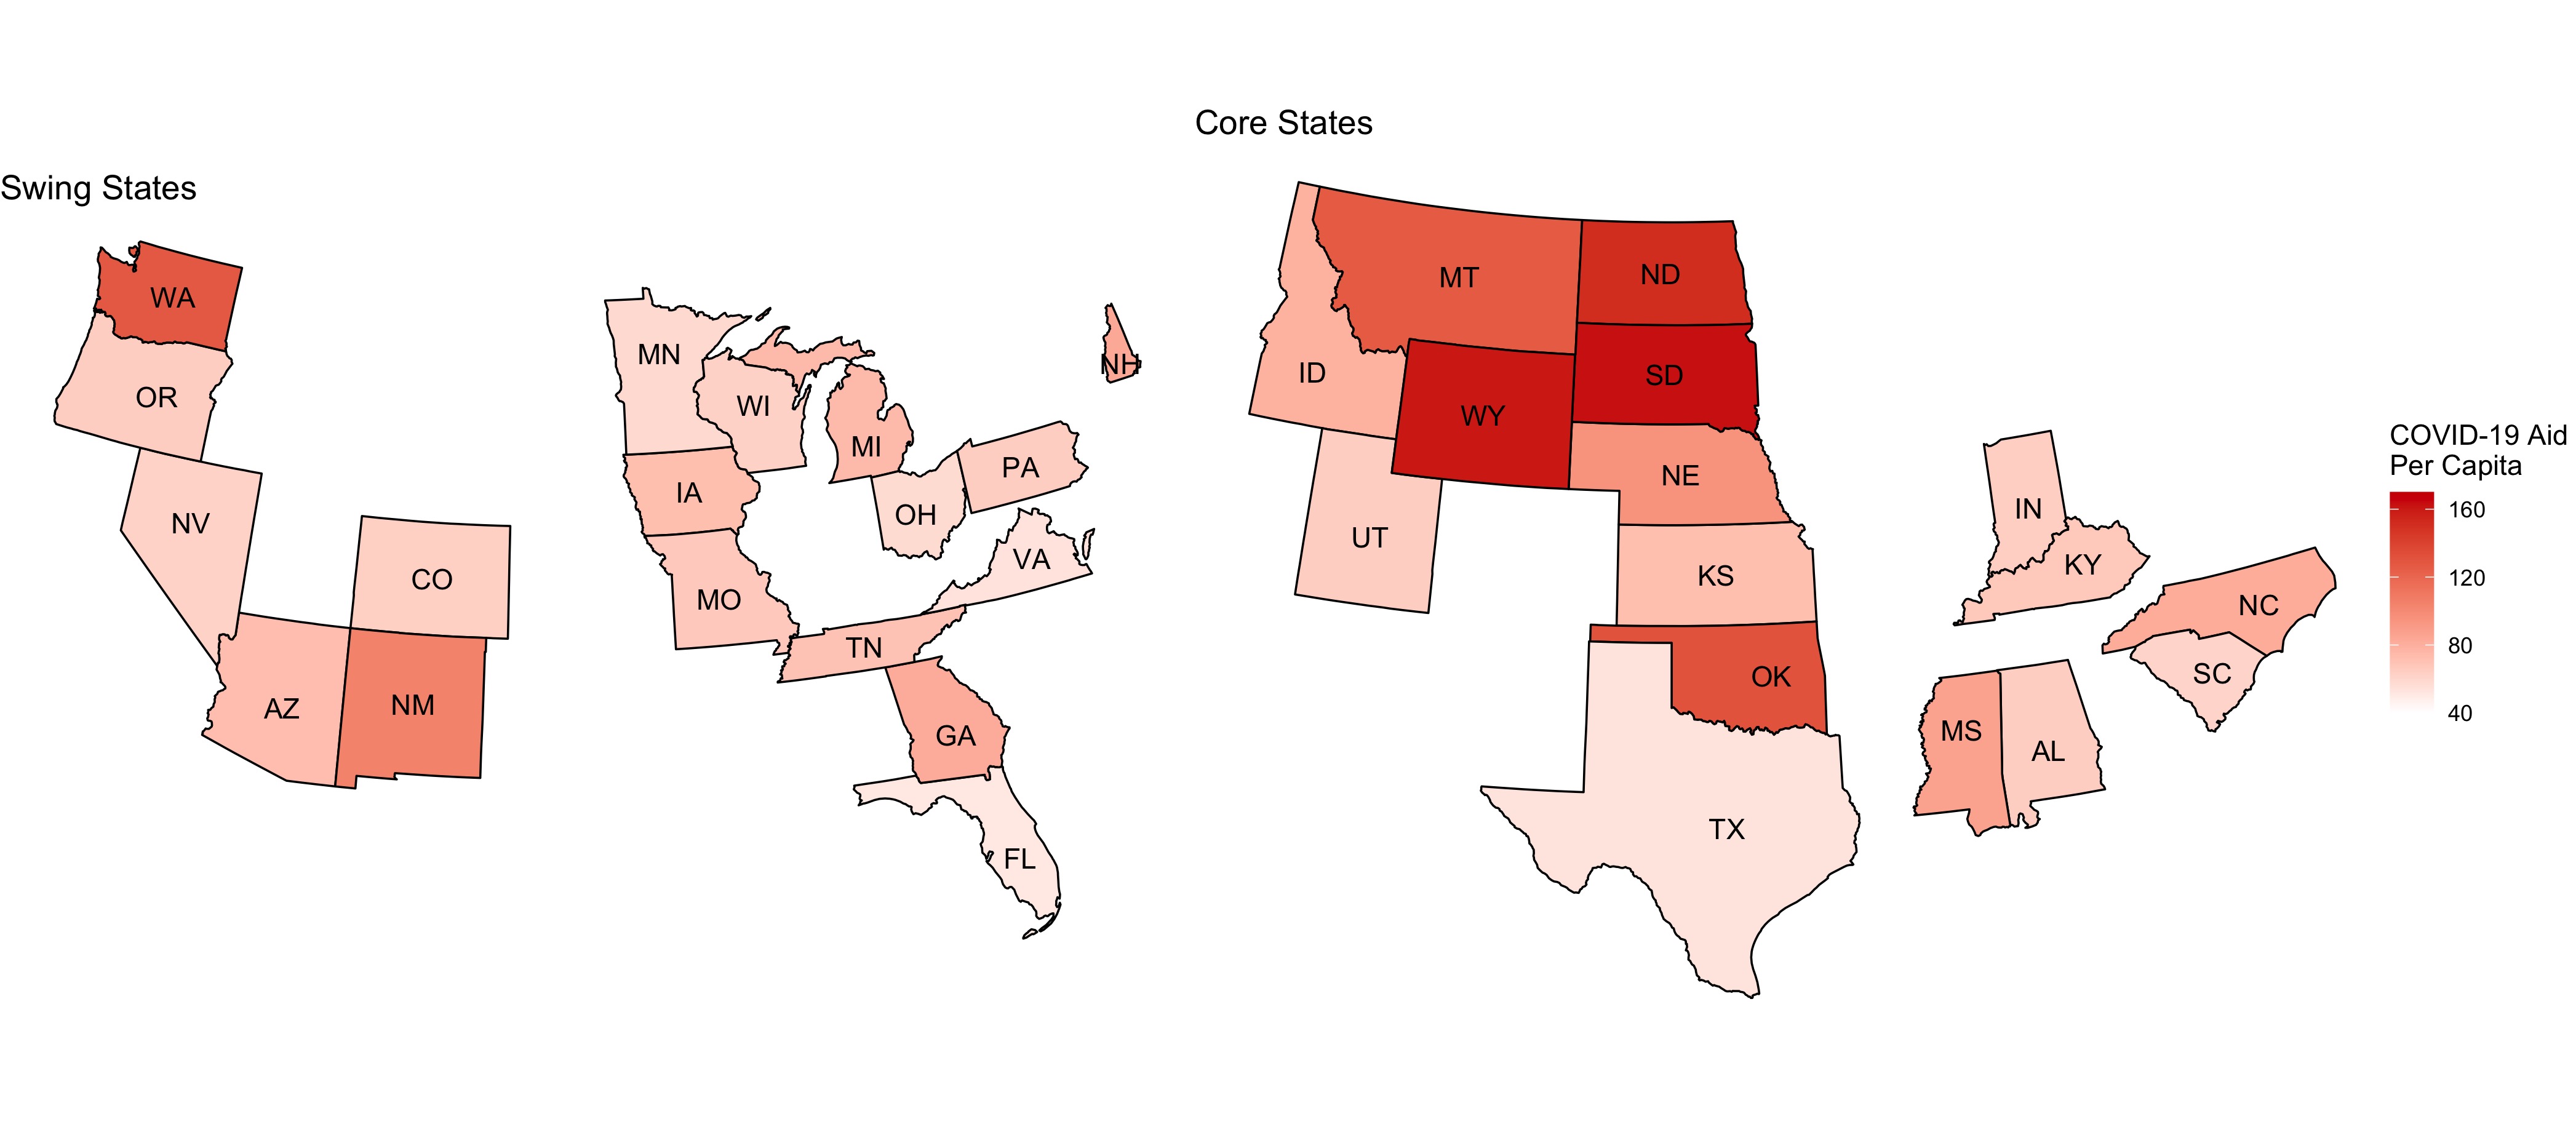 Swing States
WA
OR
NV
CO
AZ
NM
MN
WI
MI
IA
OH
PA
NH
VA
MO
TN
GA
FL
Core States
MT
ND
ID
WY
SD
NE
UT
KS
OK
TX
IN
KY
NC
SC
MS
AL
COVID-19 Aid
Per Capita
160
120
80
40